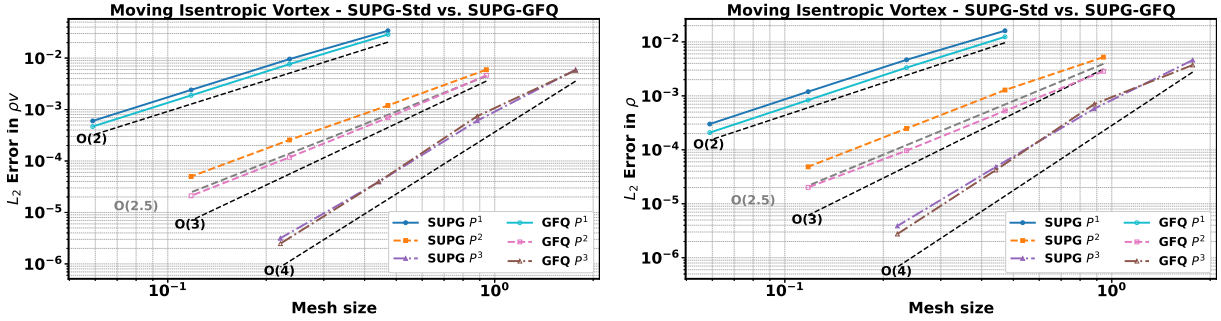 Moving Isentropic Vortex - SUPG-Std vs. SUPG-GFQ
L₂ Error in ρv
10⁻²
10⁻³
10⁻⁴
10⁻⁵
10⁻⁶
O(2)
O(2.5)
O(3)
O(4)
SUPG P¹
SUPG P²
SUPG P³
GFQ P¹
GFQ P²
GFQ P³
10⁻¹
10⁰
Mesh size
Moving Isentropic Vortex - SUPG-Std vs. SUPG-GFQ
L₂ Error in ρ
10⁻²
10⁻³
10⁻⁴
10⁻⁵
10⁻⁶
O(2)
O(2.5)
O(3)
O(4)
SUPG P¹
SUPG P²
SUPG P³
GFQ P¹
GFQ P²
GFQ P³
10⁻¹
10⁰
Mesh size